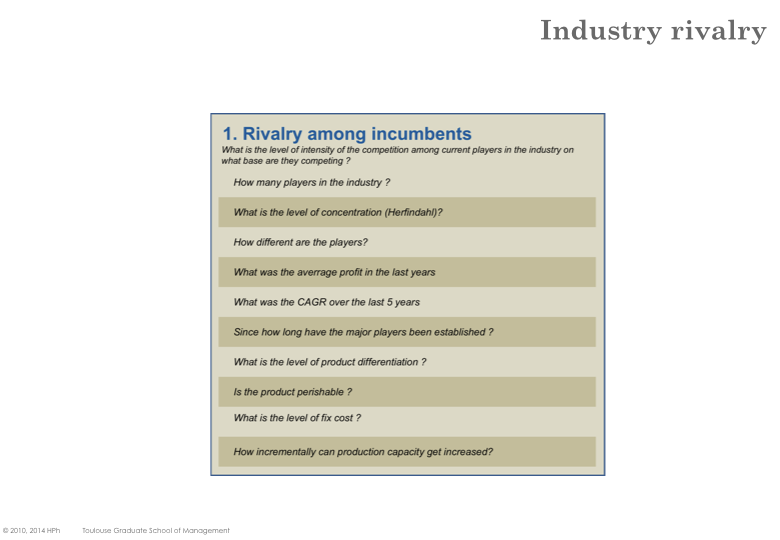 Industry rivalry
1. Rivalry among incumbents
What is the level of intensity of the competition among current players in the industry on
what base are they competing ?
How many players in the industry ?
What is the level of concentration (Herfindahl)?
How different are the players?
What was the averrage profit in the last years
What was the CAGR over the last 5 years
Since how long have the major players been established ?
What is the level of product differentiation ?
Is the product perishable ?
What is the level of fix cost ?
How incrementally can production capacity get increased?
© 2010, 2014 HPh Toulouse Graduate School of Management